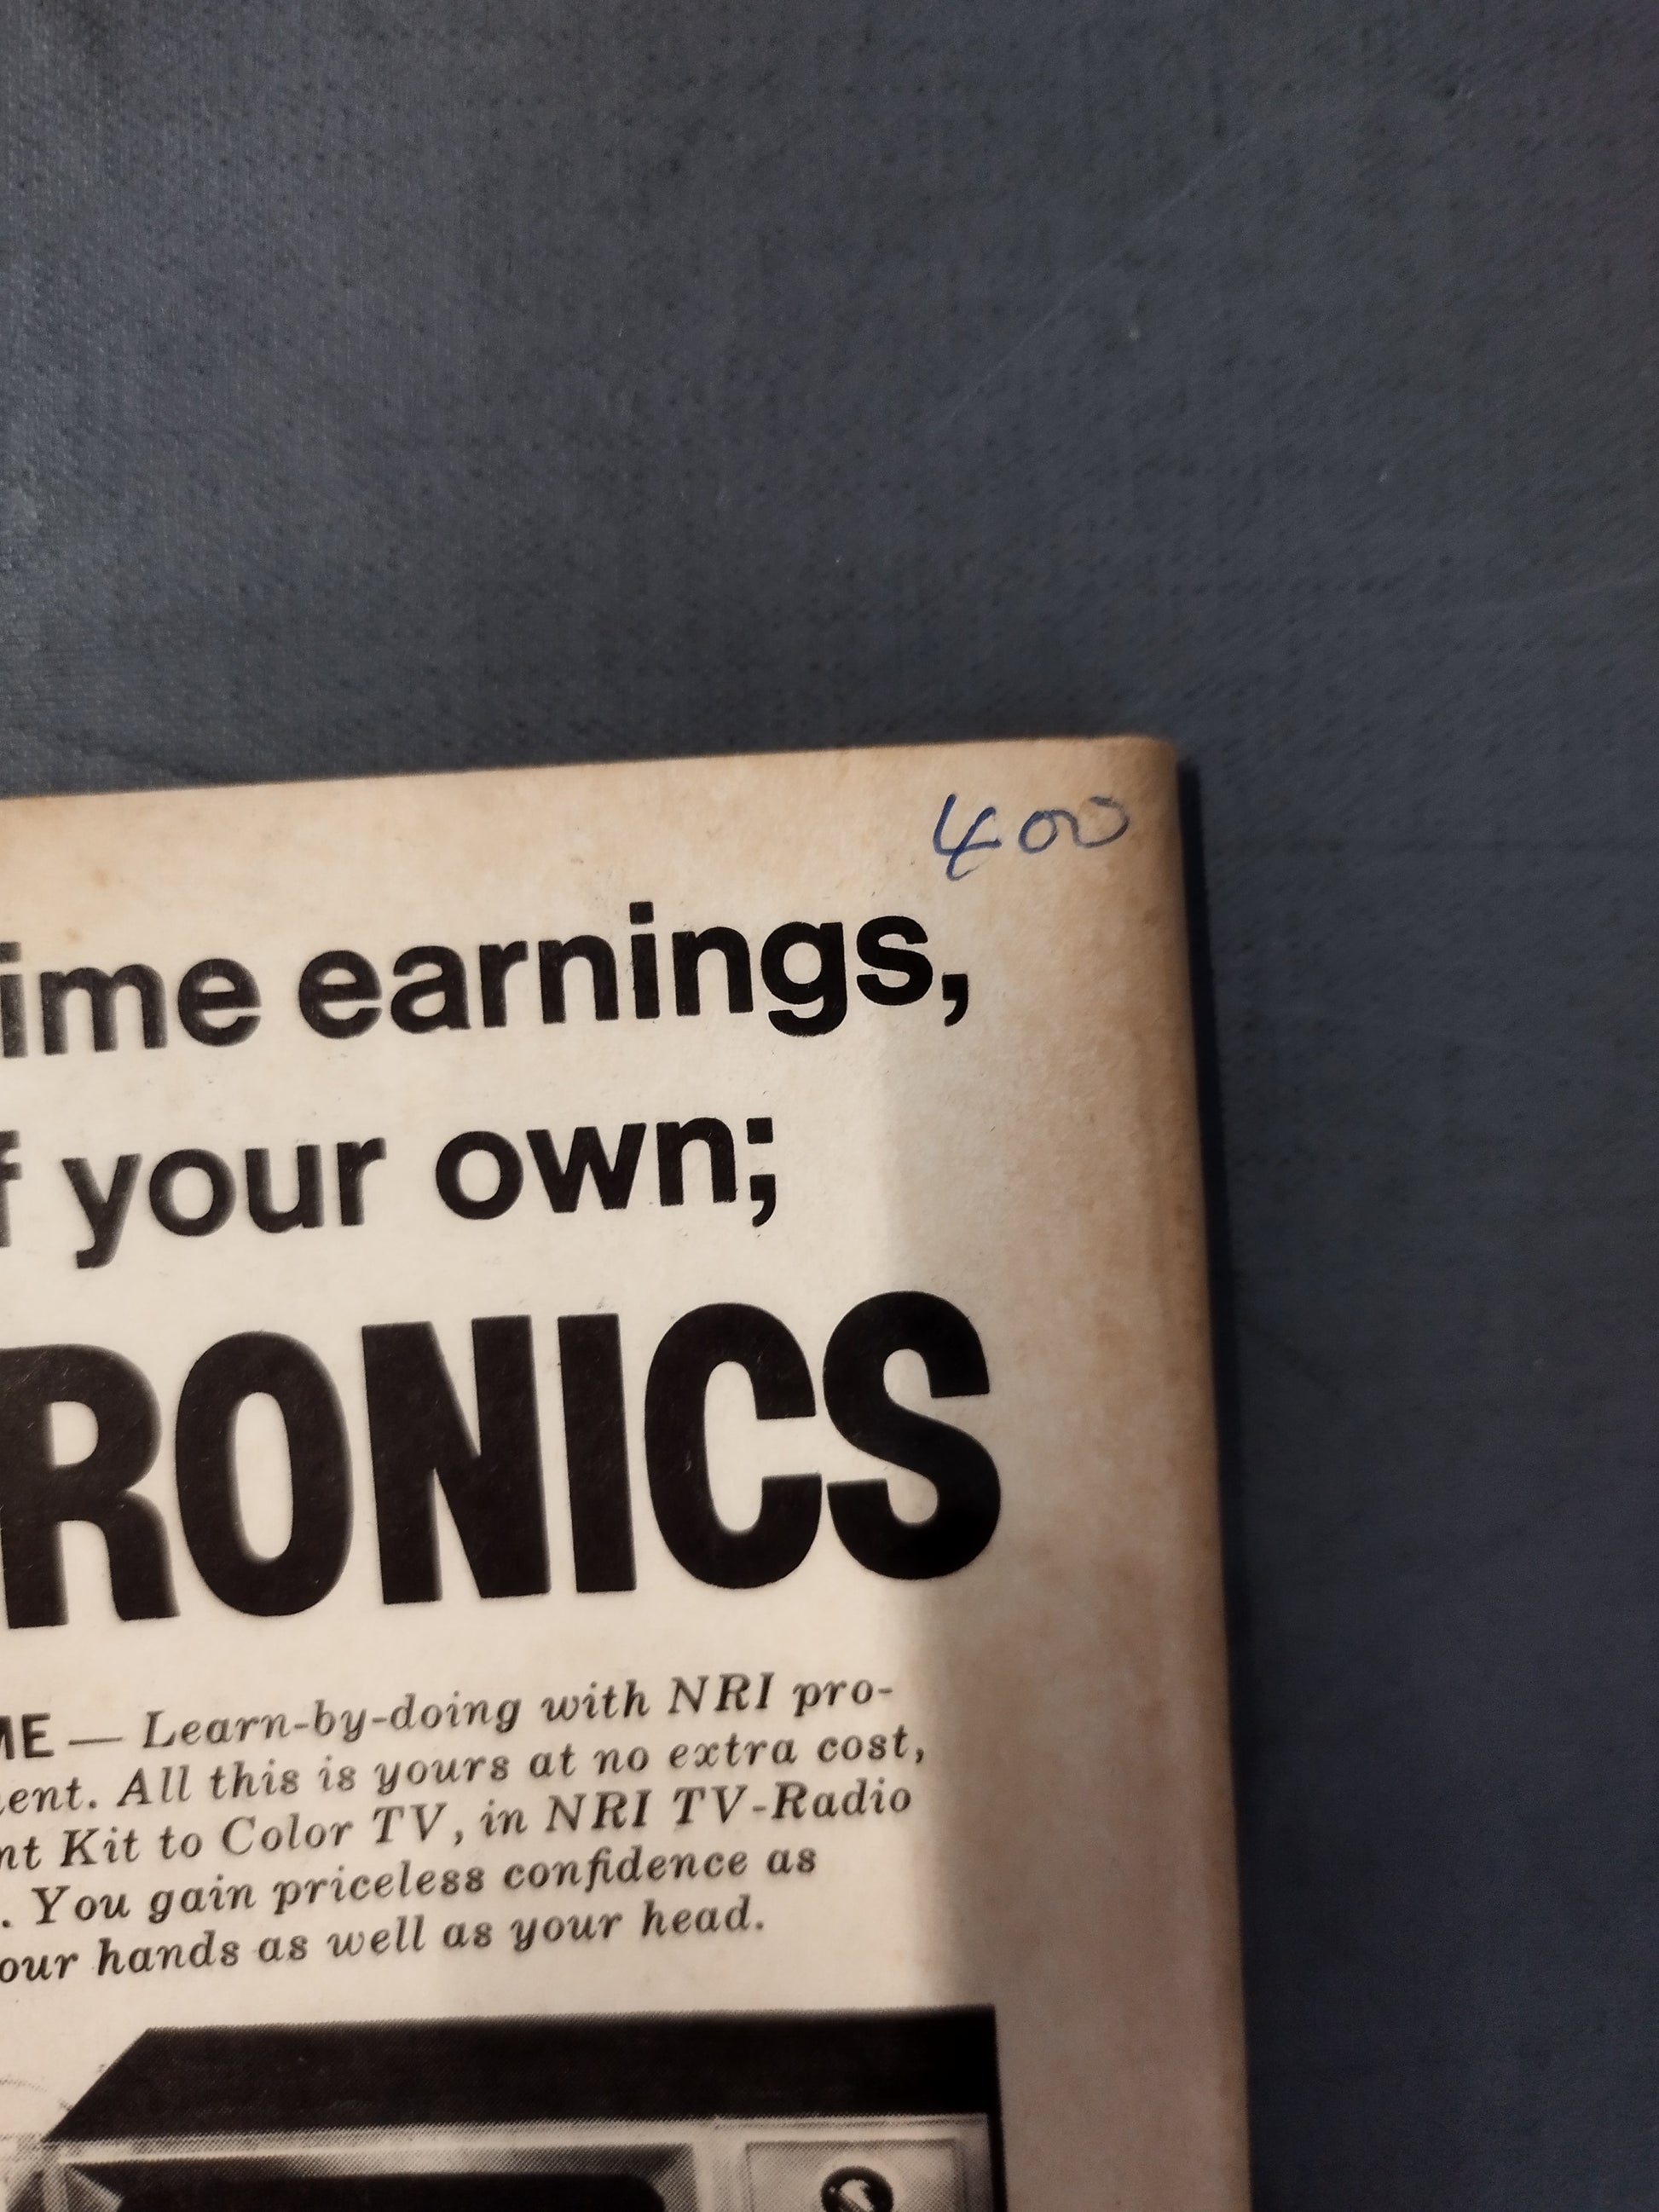 400
ime earnings,
f your own;
RONICS
ME — Learn-by-doing with NRI pro-
ent. All this is yours at no extra cost,
nt Kit to Color TV, in NRI TV-Radio
. You gain priceless confidence as
our hands as well as your head.